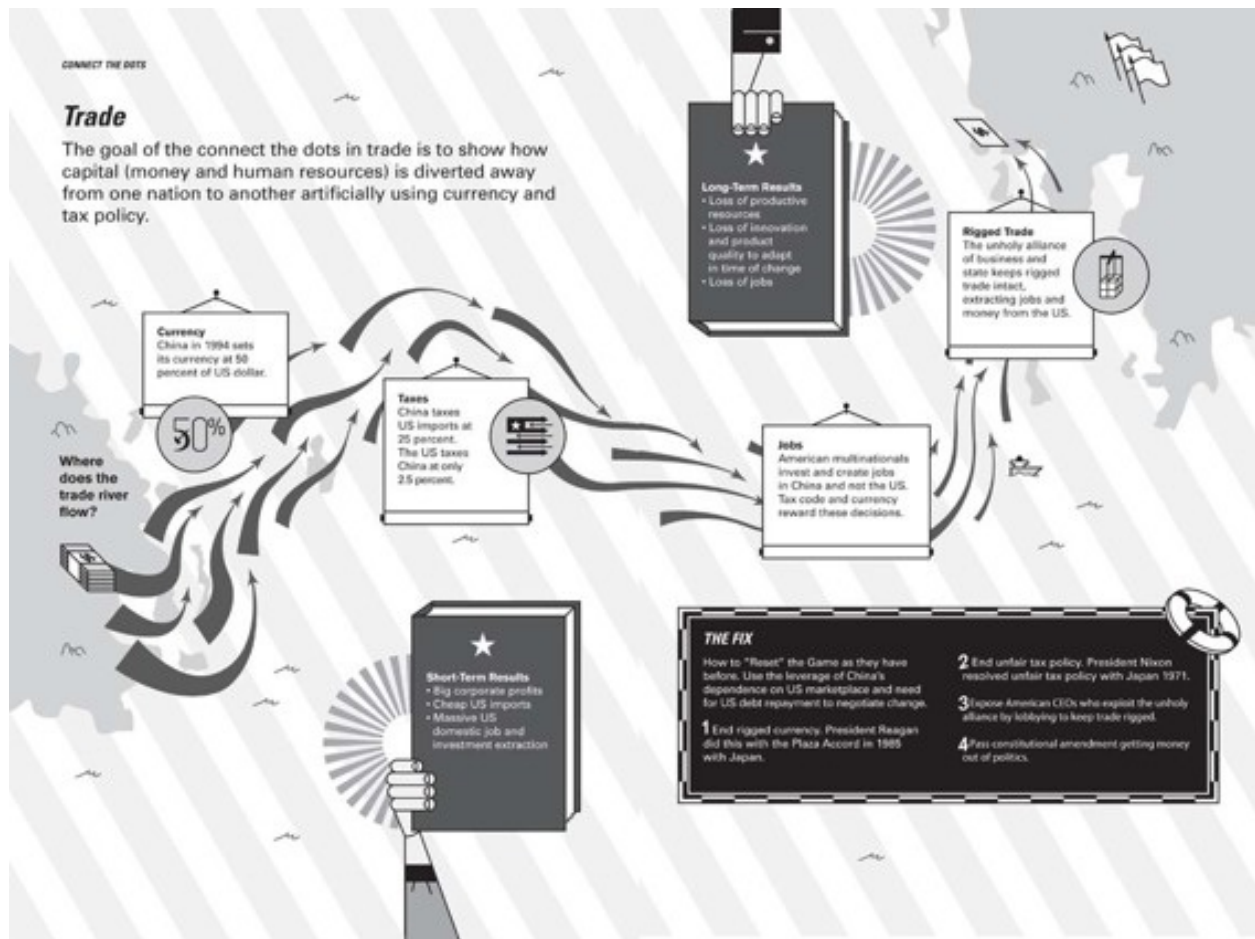 CONNECT THE DOTS
Trade
The goal of the connect the dots in trade is to show how
capital (money and human resources) is diverted away
from one nation to another artificially using currency and
tax policy.
Currency
China in 1994 sets
its currency at 50
percent of US dollar.
50%
Where
does the
trade river
flow?
Taxes
China taxes
US imports at
25 percent.
The US taxes
China at only
2.5 percent.
Short-Term Results
• Big corporate profits
• Cheap US imports
• Massive US
domestic job and
investment extraction
Long-Term Results
• Loss of productive
resources
• Loss of innovation
and product
quality to adapt
in time of change
• Loss of jobs
Jobs
American multinationals
invest and create jobs
in China and not the US.
Tax code and currency
reward these decisions.
Rigged Trade
The unholy alliance
of business and
state keeps rigged
trade intact,
extracting jobs and
money from the US.
THE FIX
How to "Reset" the Game as they have
before. Use the leverage of China's
dependence on US marketplace and need
for US debt repayment to negotiate change.
1 End rigged currency. President Reagan
did this with the Plaza Accord in 1985
with Japan.
2 End unfair tax policy. President Nixon
resolved unfair tax policy with Japan 1971.
3 Expose American CEOs who exploit the unholy
alliance by lobbying to keep trade rigged.
4 Pass constitutional amendment getting money
out of politics.